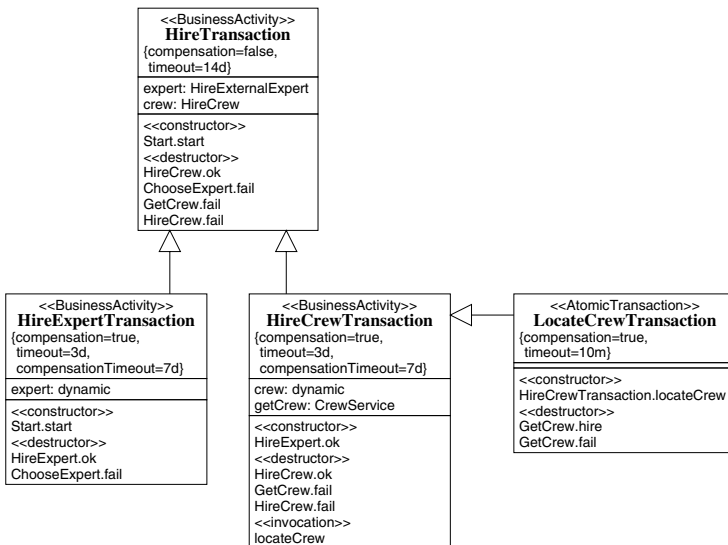 <<BusinessActivity>>
HireTransaction
{compensation=false,
timeout=14d}
expert: HireExternalExpert
crew: HireCrew
<<constructor>>
Start.start
<<destructor>>
HireCrew.ok
ChooseExpert.fail
GetCrew.fail
HireCrew.fail
<<BusinessActivity>>
HireExpertTransaction
{compensation=true,
timeout=3d,
compensationTimeout=7d}
expert: dynamic
<<constructor>>
Start.start
<<destructor>>
HireExpert.ok
ChooseExpert.fail
<<BusinessActivity>>
HireCrewTransaction
{compensation=true,
timeout=3d,
compensationTimeout=7d}
crew: dynamic
getCrew: CrewService
<<constructor>>
HireExpert.ok
<<destructor>>
HireCrew.ok
GetCrew.fail
HireCrew.fail
<<invocation>>
locateCrew
<<AtomicTransaction>>
LocateCrewTransaction
{compensation=true,
timeout=10m}
<<constructor>>
HireCrewTransaction.locateCrew
<<destructor>>
GetCrew.hire
GetCrew.fail